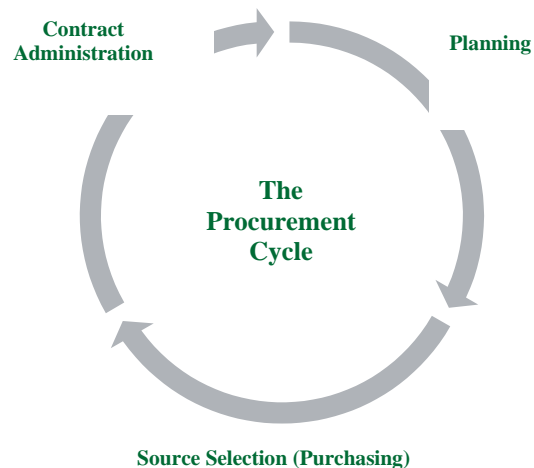 Contract
Administration
Planning
The
Procurement
Cycle
Source Selection (Purchasing)